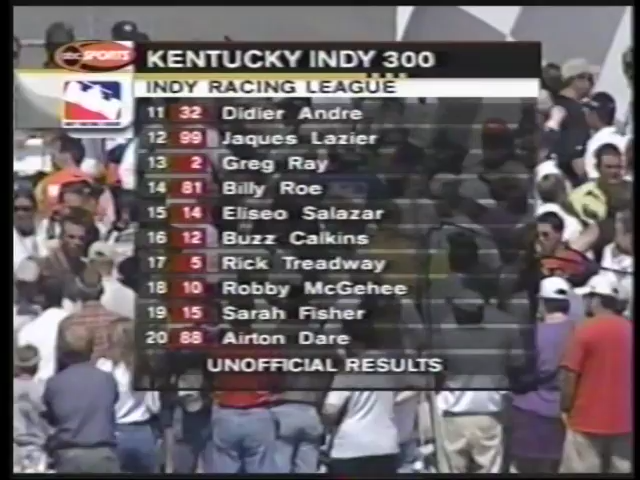 abc SPORTS
KENTUCKY INDY 300
INDY RACING LEAGUE
11 32 Didier Andre
12 99 Jaques Lazier
13 2 Greg Ray
14 81 Billy Roe
15 14 Eliseo Salazar
16 12 Buzz Calkins
17 5 Rick Treadway
18 10 Robby McGehee
19 15 Sarah Fisher
20 88 Airton Dare
UNOFFICIAL RESULTS